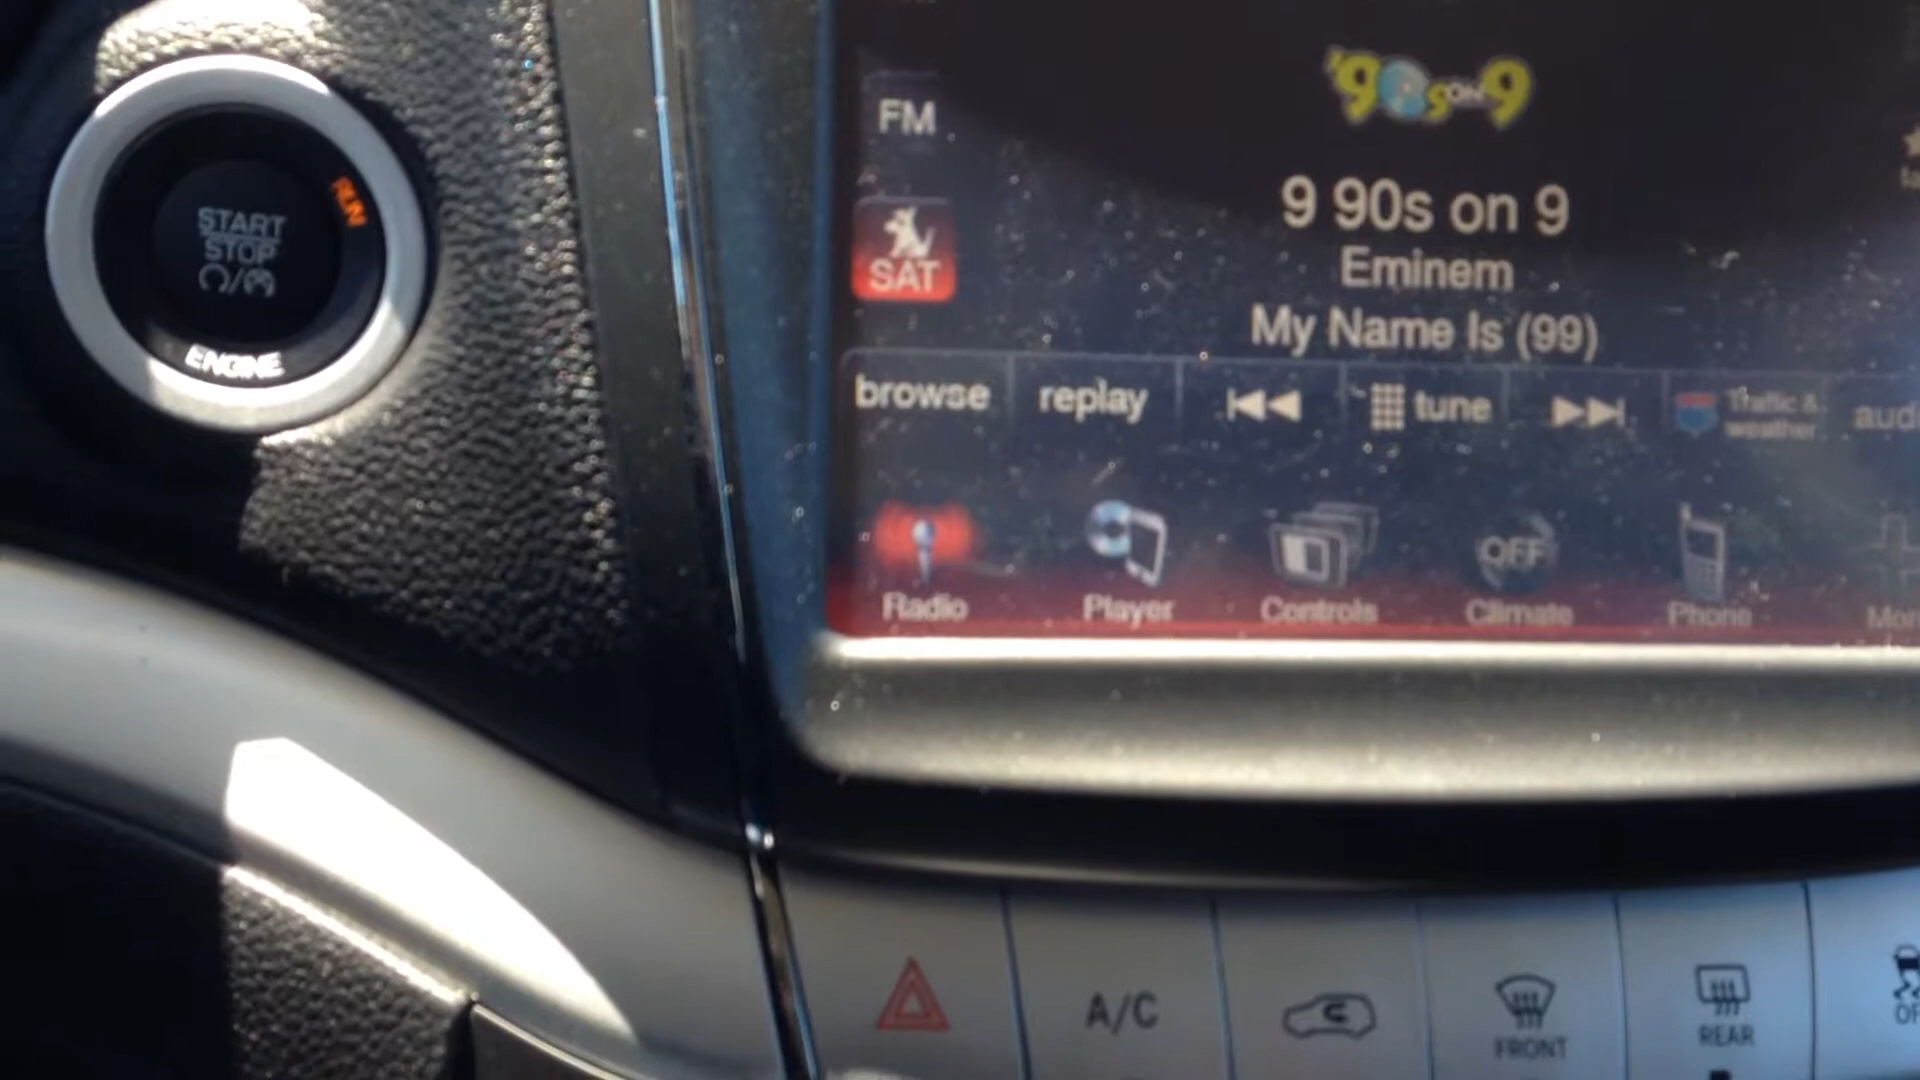 START
STOP
RUN
ENGINE
FM
SAT
'90s ON 9
9 90s on 9
Eminem
My Name Is (99)
browse
replay
tune
Traffic &
weather
OFF
Radio
Player
Controls
Climate
Phone
A/C
FRONT
REAR